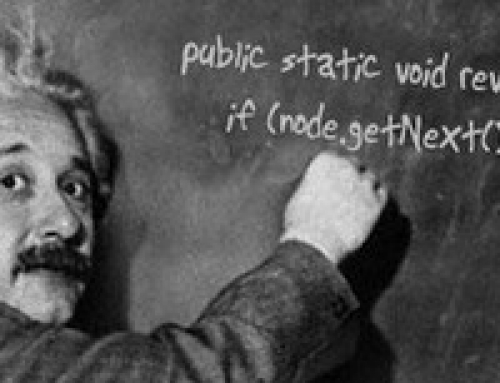 public static void rev
if (node.getNext()